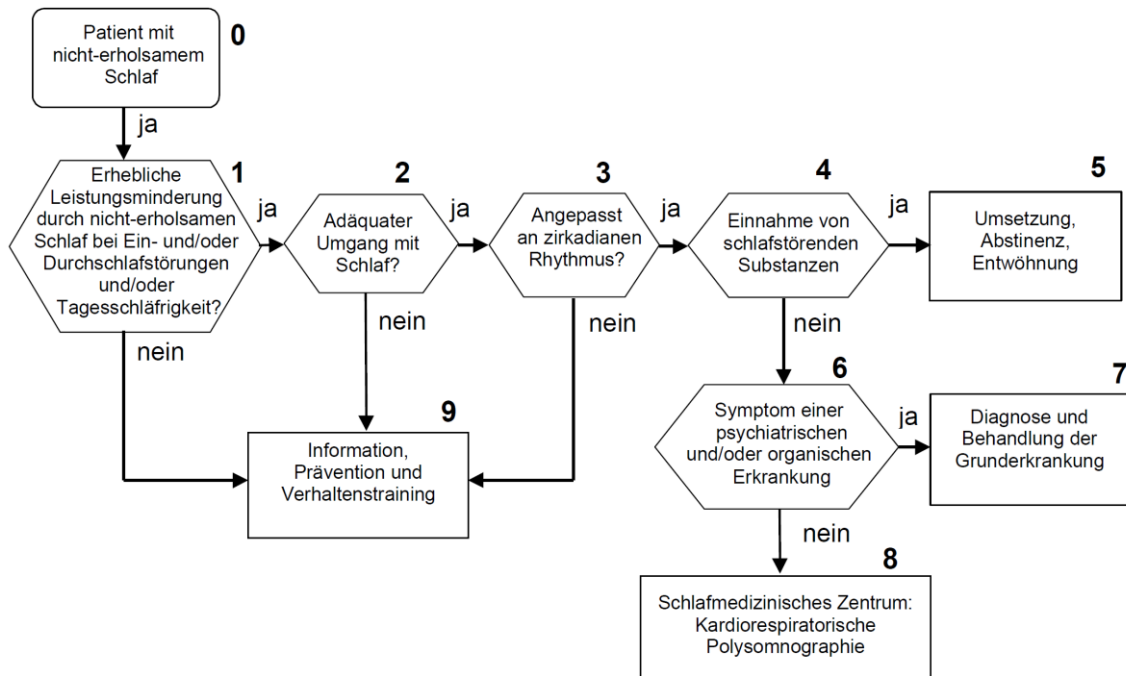 0
Patient mit
nicht-erholsamem
Schlaf
ja
1
Erhebliche
Leistungsminderung
durch nicht-erholsamen
Schlaf bei Ein- und/oder
Durchschlafstörungen
und/oder
Tagesschläfrigkeit?
ja
nein
2
Adäquater
Umgang mit
Schlaf?
ja
nein
3
Angepasst
an zirkadianen
Rhythmus?
ja
nein
4
Einnahme von
schlafstörenden
Substanzen
ja
nein
5
Umsetzung,
Abstinenz,
Entwöhnung
6
Symptom einer
psychiatrischen
und/oder organischen
Erkrankung
ja
nein
7
Diagnose und
Behandlung der
Grunderkrankung
8
Schlafmedizinisches Zentrum:
Kardiorespiratorische
Polysomnographie
9
Information,
Prävention und
Verhaltenstraining